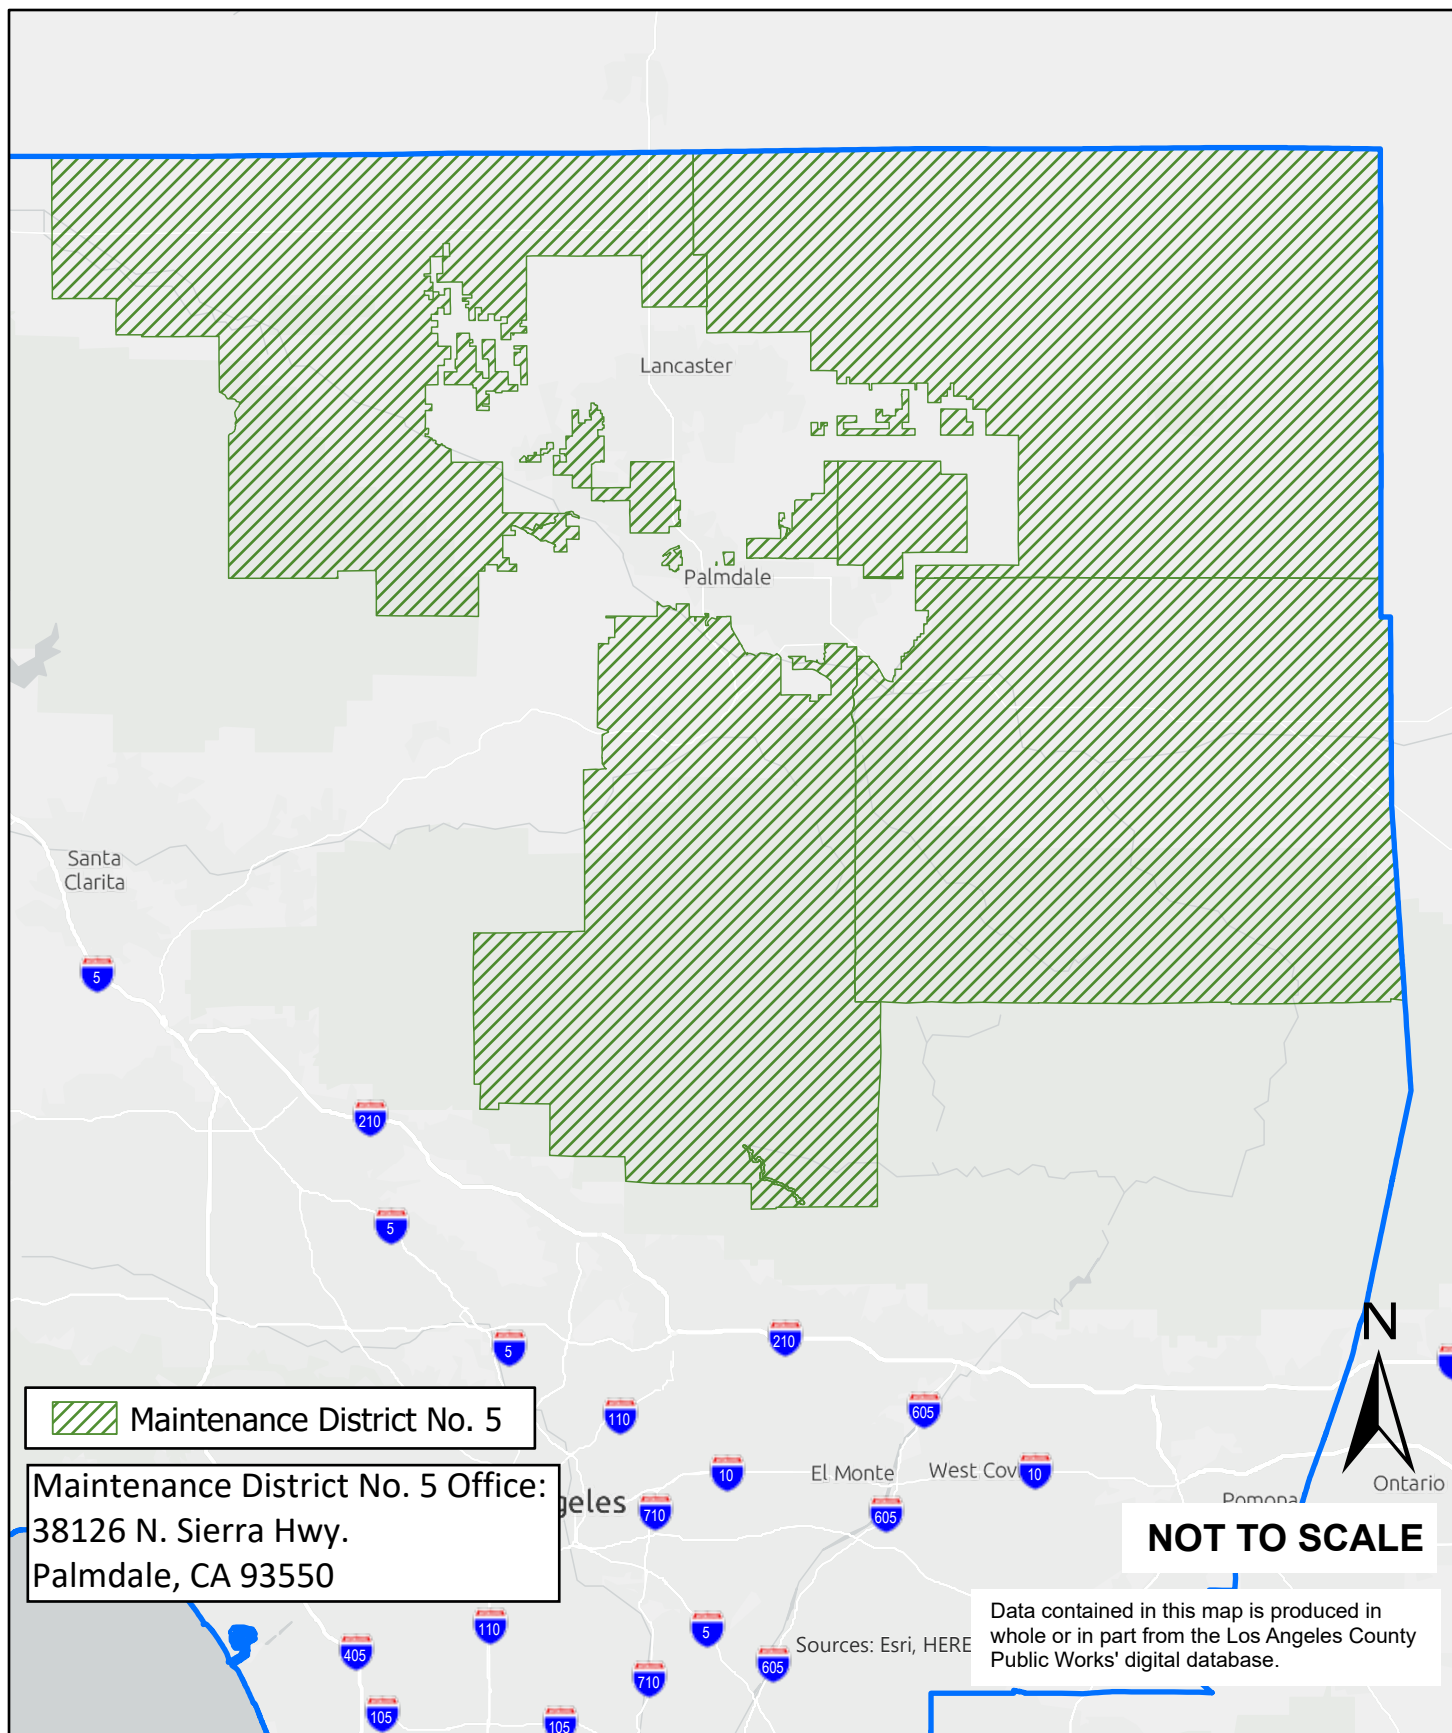 Lancaster
Palmdale
Santa
Clarita
5
210
5
5
210
N
Maintenance District No. 5
110
605
10
El Monte
West Cov
10
Ontario
Maintenance District No. 5 Office:
38126 N. Sierra Hwy.
Palmdale, CA 93550
geles
710
605
Pomona
NOT TO SCALE
Data contained in this map is produced in
whole or in part from the Los Angeles County
Public Works' digital database.
110
5
405
Sources: Esri, HERE
605
710
105
105